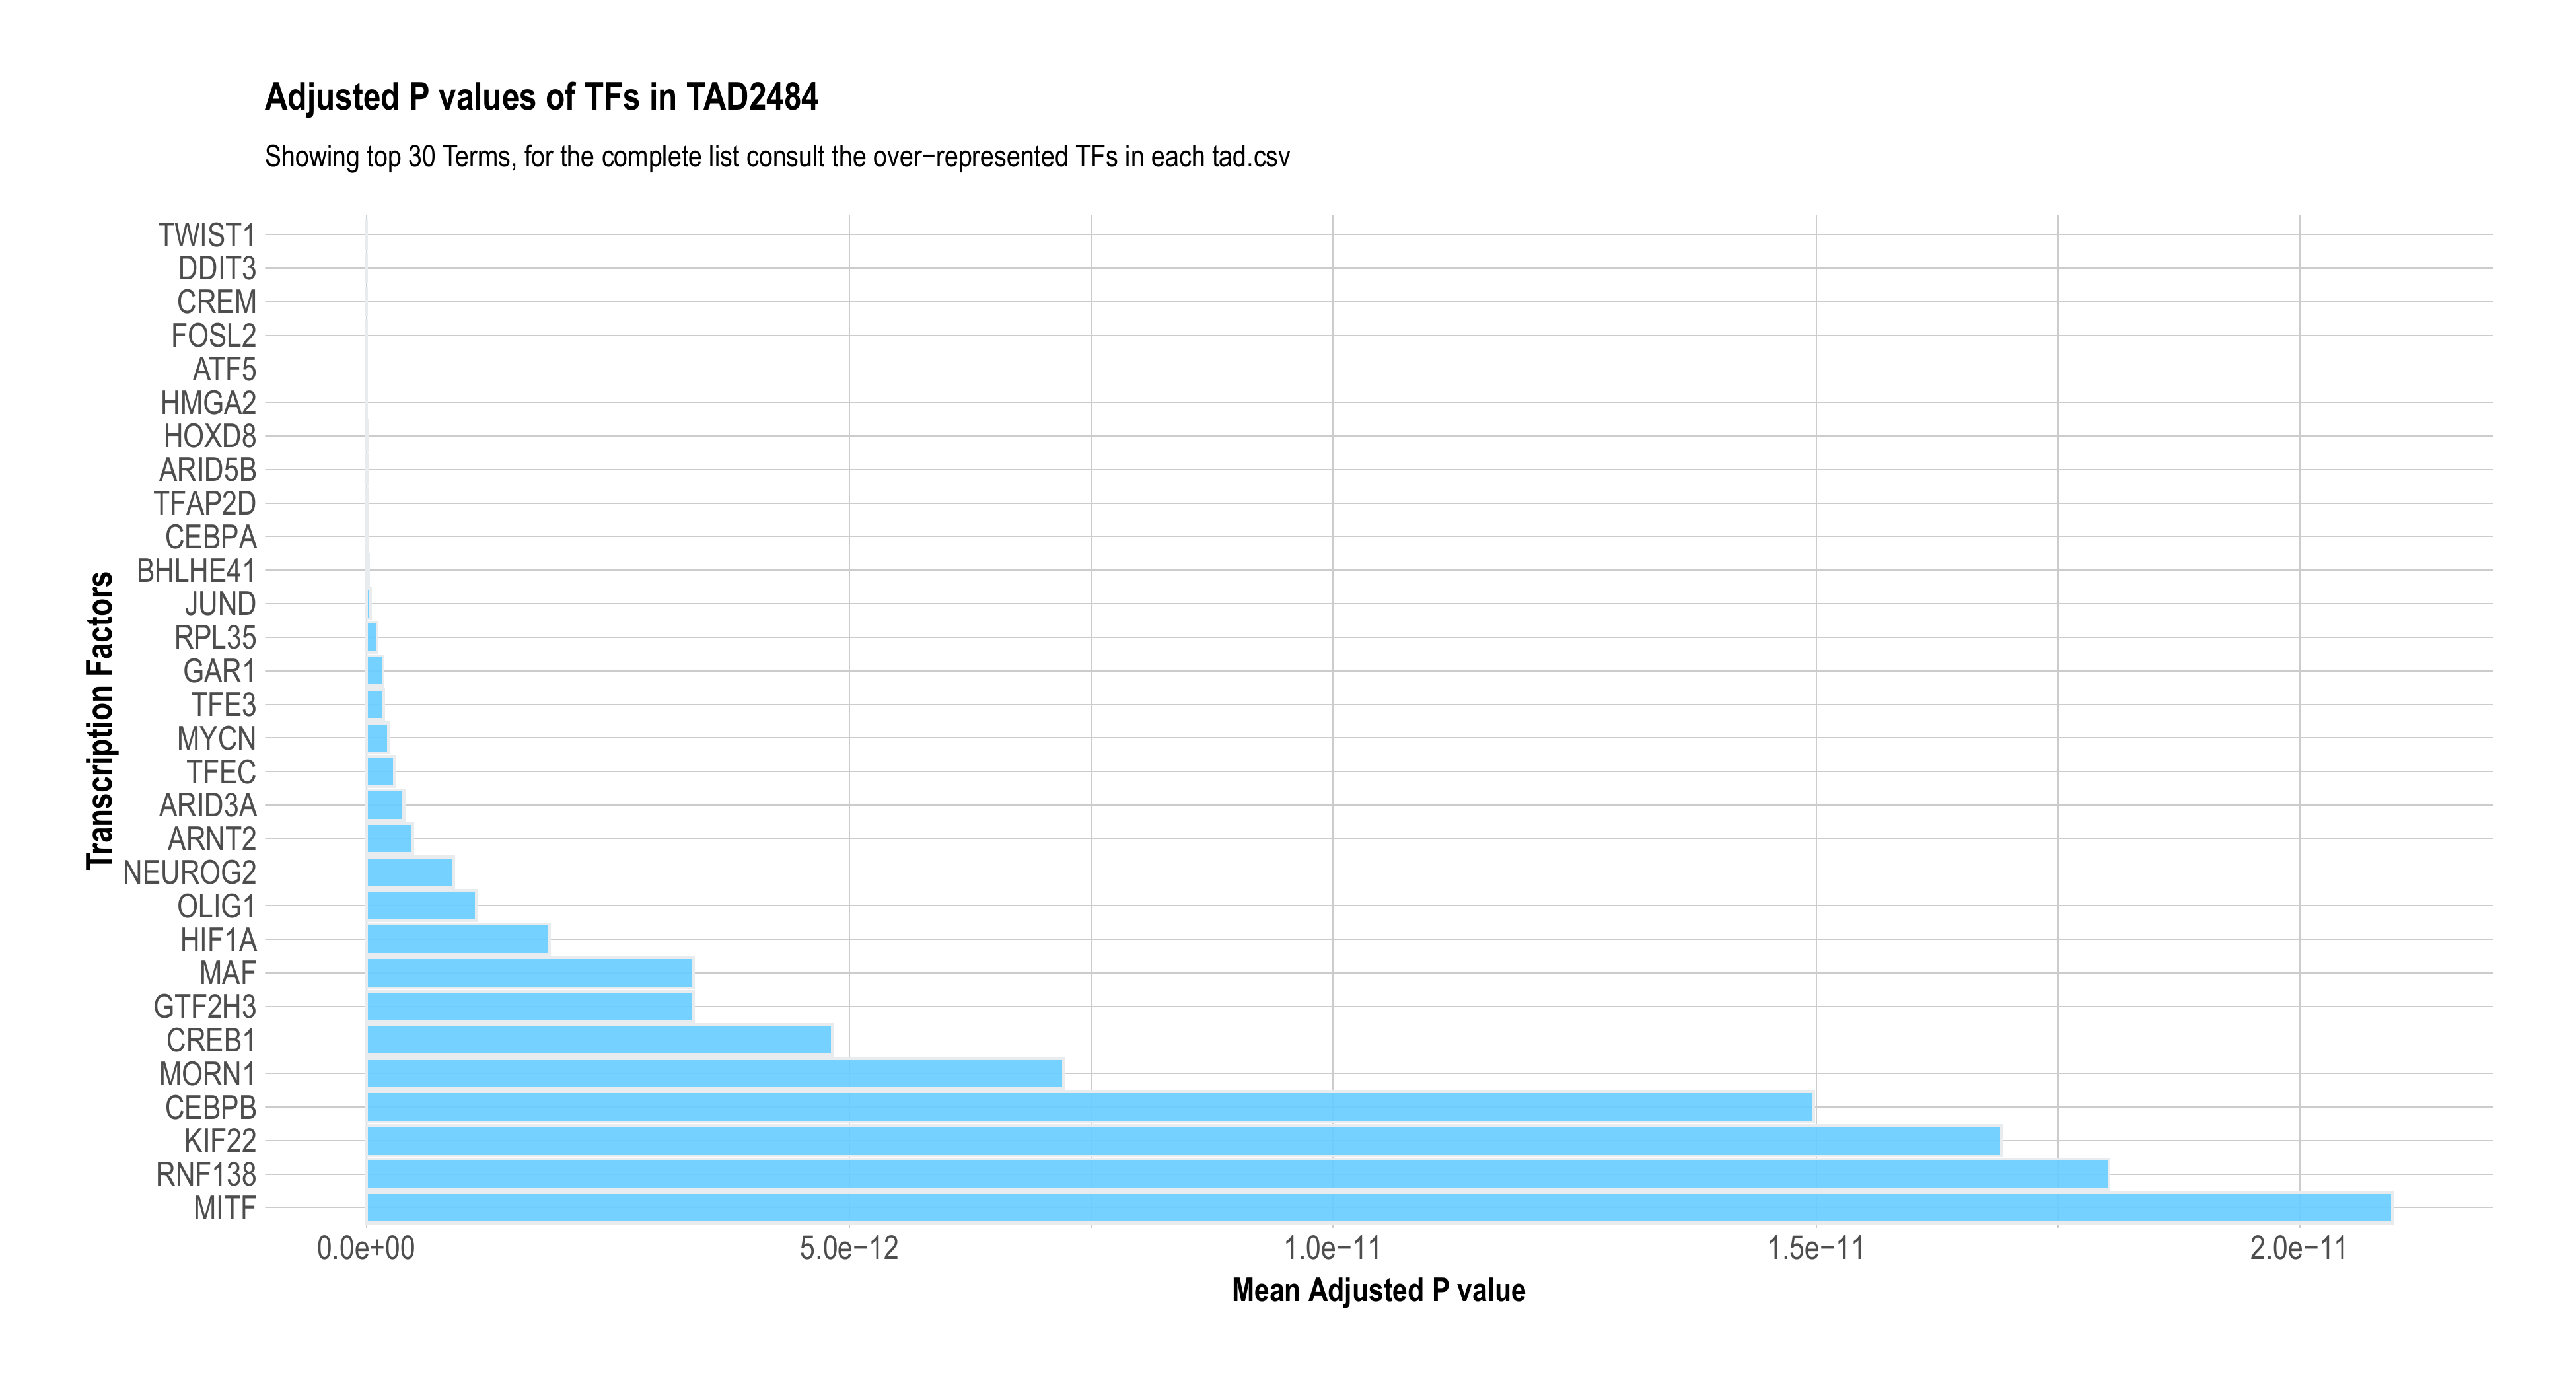 Adjusted P values of TFs in TAD2484
Showing top 30 Terms, for the complete list consult the over−represented TFs in each tad.csv
Transcription Factors
TWIST1
DDIT3
CREM
FOSL2
ATF5
HMGA2
HOXD8
ARID5B
TFAP2D
CEBPA
BHLHE41
JUND
RPL35
GAR1
TFE3
MYCN
TFEC
ARID3A
ARNT2
NEUROG2
OLIG1
HIF1A
MAF
GTF2H3
CREB1
MORN1
CEBPB
KIF22
RNF138
MITF
0.0e+00 5.0e−12 1.0e−11 1.5e−11 2.0e−11
Mean Adjusted P value